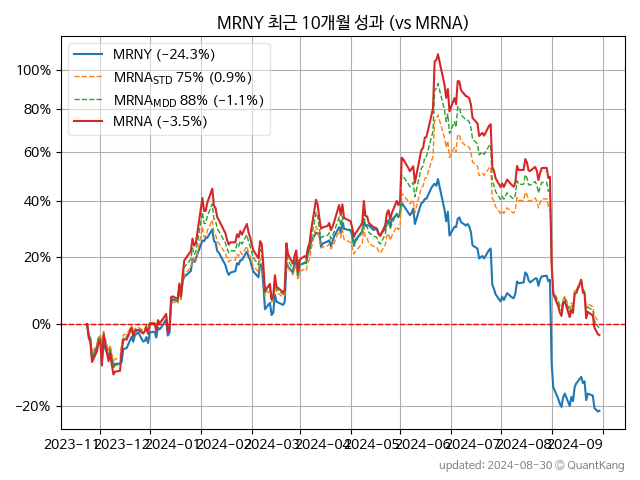 MRNY 최근 10개월 성과 (vs MRNA)
MRNY (−24.3%)
MRNASTD 75% (0.9%)
MRNAMDD 88% (−1.1%)
MRNA (−3.5%)
100%
80%
60%
40%
20%
0%
−20%
2023−11 2023−12 2024−01 2024−02 2024−03 2024−04 2024−05 2024−06 2024−07 2024−08 2024−09
updated: 2024-08-30 © QuantKang